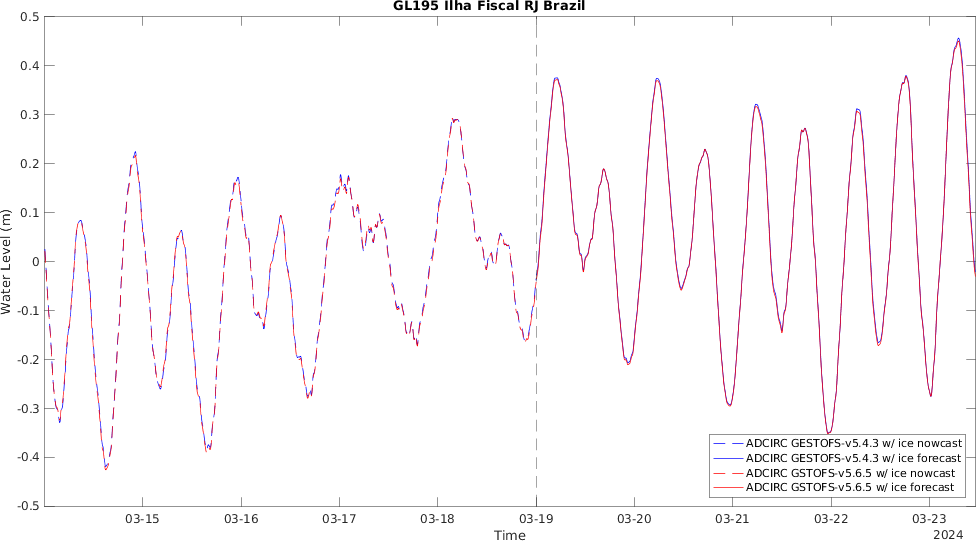 GL195 Ilha Fiscal RJ Brazil
0.5
0.4
0.3
0.2
0.1
0
-0.1
-0.2
-0.3
-0.4
-0.5
Water Level (m)
ADCIRC GESTOFS-v5.4.3 w/ ice nowcast
ADCIRC GESTOFS-v5.4.3 w/ ice forecast
ADCIRC GSTOFS-v5.6.5 w/ ice nowcast
ADCIRC GSTOFS-v5.6.5 w/ ice forecast
03-15 03-16 03-17 03-18 03-19 03-20 03-21 03-22 03-23
Time
2024